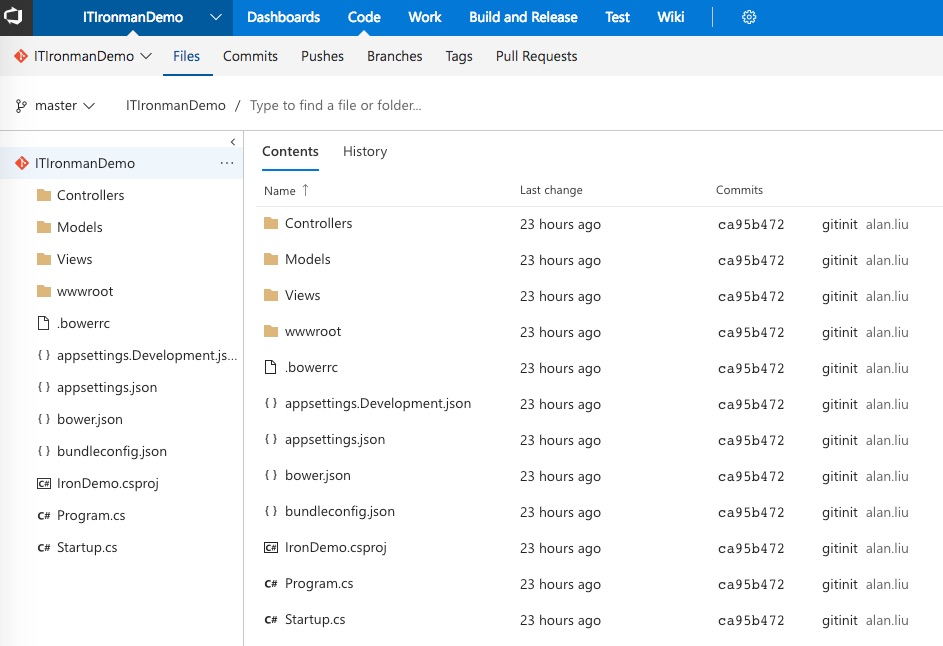 ITIronmanDemo Dashboards Code Work Build and Release Test Wiki
ITIronmanDemo Files Commits Pushes Branches Tags Pull Requests
master ITIronmanDemo / Type to find a file or folder...
ITIronmanDemo ...
Controllers
Models
Views
wwwroot
.bowerrc
appsettings.Development.js...
{ } appsettings.json
{ } bower.json
{ } bundleconfig.json
C# IronDemo.csproj
C# Program.cs
C# Startup.cs
Contents History
Name ↑ Last change Commits
Controllers 23 hours ago ca95b472 gitinit alan.liu
Models 23 hours ago ca95b472 gitinit alan.liu
Views 23 hours ago ca95b472 gitinit alan.liu
wwwroot 23 hours ago ca95b472 gitinit alan.liu
.bowerrc 23 hours ago ca95b472 gitinit alan.liu
{ } appsettings.Development.json 23 hours ago ca95b472 gitinit alan.liu
{ } appsettings.json 23 hours ago ca95b472 gitinit alan.liu
{ } bower.json 23 hours ago ca95b472 gitinit alan.liu
{ } bundleconfig.json 23 hours ago ca95b472 gitinit alan.liu
C# IronDemo.csproj 23 hours ago ca95b472 gitinit alan.liu
C# Program.cs 23 hours ago ca95b472 gitinit alan.liu
C# Startup.cs 23 hours ago ca95b472 gitinit alan.liu